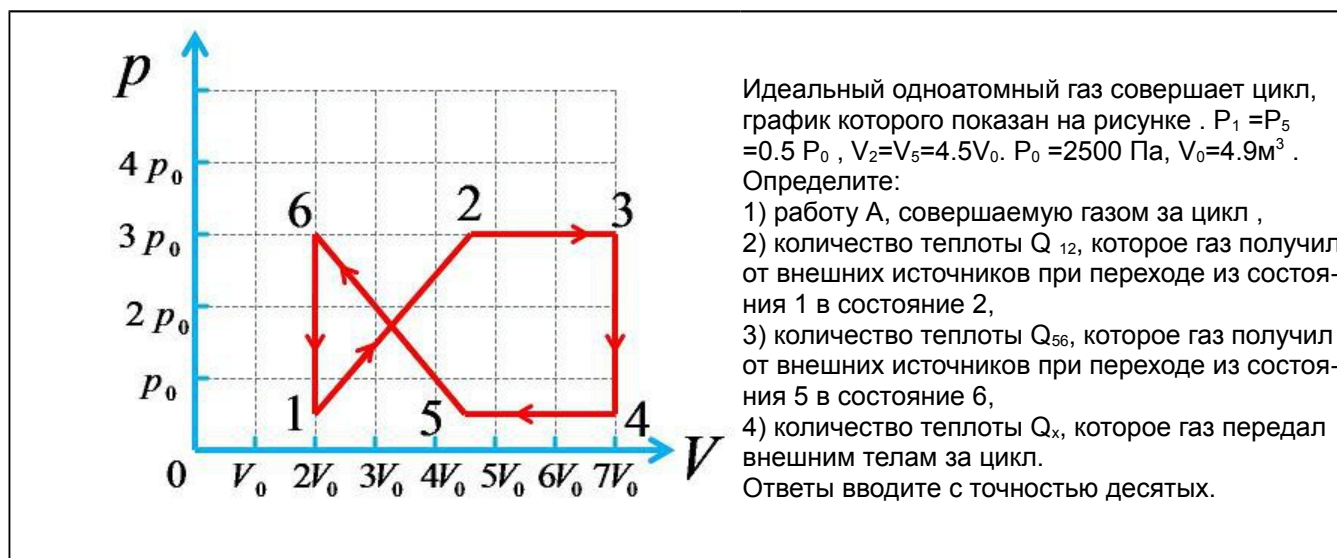 p
4 p₀
3 p₀
2 p₀
p₀
6
2
3
1
5
4
0
V₀
2V₀
3V₀
4V₀
5V₀
6V₀
7V₀
V
Идеальный одноатомный газ совершает цикл,
график которого показан на рисунке . P₁ =P₅
=0.5 P₀ , V₂=V₅=4.5V₀. P₀ =2500 Па, V₀=4.9м³ .
Определите:
1) работу A, совершаемую газом за цикл ,
2) количество теплоты Q ₁₂, которое газ получил
от внешних источников при переходе из состоя-
ния 1 в состояние 2,
3) количество теплоты Q₅₆, которое газ получил
от внешних источников при переходе из состоя-
ния 5 в состояние 6,
4) количество теплоты Qₓ, которое газ передал
внешним телам за цикл.
Ответы вводите с точностью десятых.